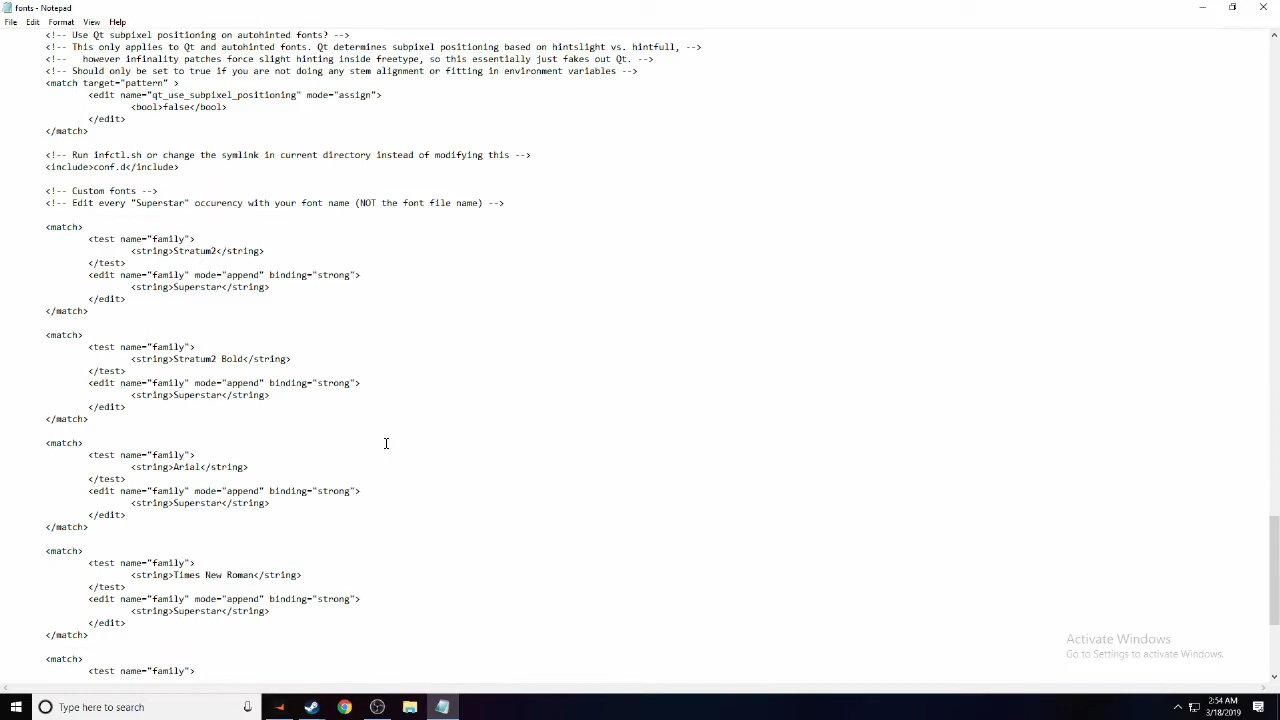 fonts - Notepad
File Edit Format View Help
<!-- Use Qt subpixel positioning on autohinted fonts? -->
<!-- This only applies to Qt and autohinted fonts. Qt determines subpixel positioning based on hintslight vs. hintfull, -->
<!--   however infinality patches force slight hinting inside freetype, so this essentially just fakes out Qt. -->
<!-- Should only be set to true if you are not doing any stem alignment or fitting in environment variables -->
<match target="pattern" >
<edit name="qt_use_subpixel_positioning" mode="assign">
<bool>false</bool>
</edit>
</match>
<!-- Run infctl.sh or change the symlink in current directory instead of modifying this -->
<include>conf.d</include>
<!-- Custom fonts -->
<!-- Edit every "Superstar" occurency with your font name (NOT the font file name) -->
<match>
<test name="family">
<string>Stratum2</string>
</test>
<edit name="family" mode="append" binding="strong">
<string>Superstar</string>
</edit>
</match>
<match>
<test name="family">
<string>Stratum2 Bold</string>
</test>
<edit name="family" mode="append" binding="strong">
<string>Superstar</string>
</edit>
</match>
<match>
<test name="family">
<string>Arial</string>
</test>
<edit name="family" mode="append" binding="strong">
<string>Superstar</string>
</edit>
</match>
<match>
<test name="family">
<string>Times New Roman</string>
</test>
<edit name="family" mode="append" binding="strong">
<string>Superstar</string>
</edit>
</match>
<match>
<test name="family">
Activate Windows
Go to Settings to activate Windows.
Type here to search
2:54 AM
3/18/2019